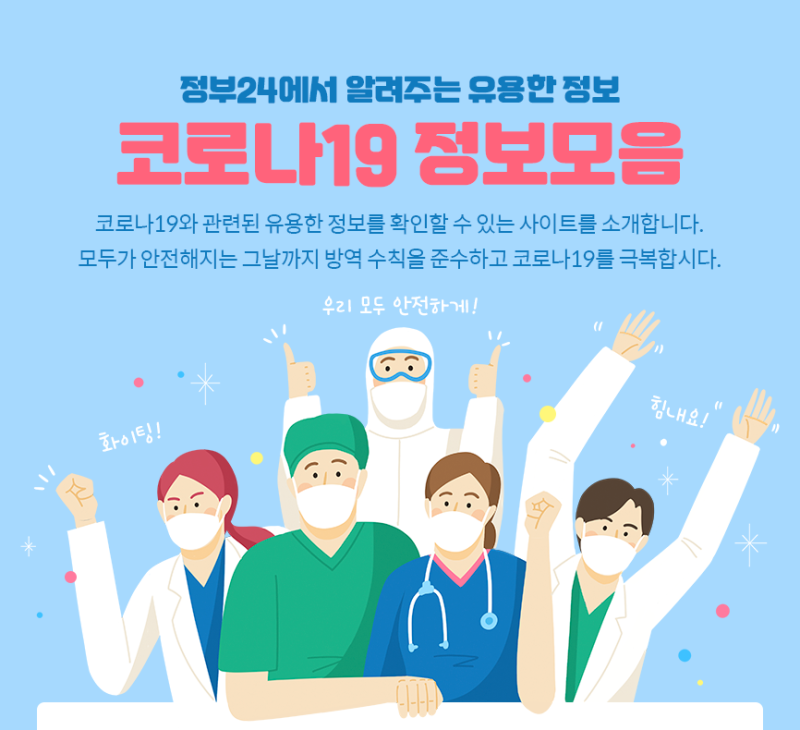 정부24에서 알려주는 유용한 정보
코로나19 정보모음
코로나19와 관련된 유용한 정보를 확인할 수 있는 사이트를 소개합니다.
모두가 안전해지는 그날까지 방역 수칙을 준수하고 코로나19를 극복합시다.
우리 모두 안전하게!
힘내요!
화이팅!